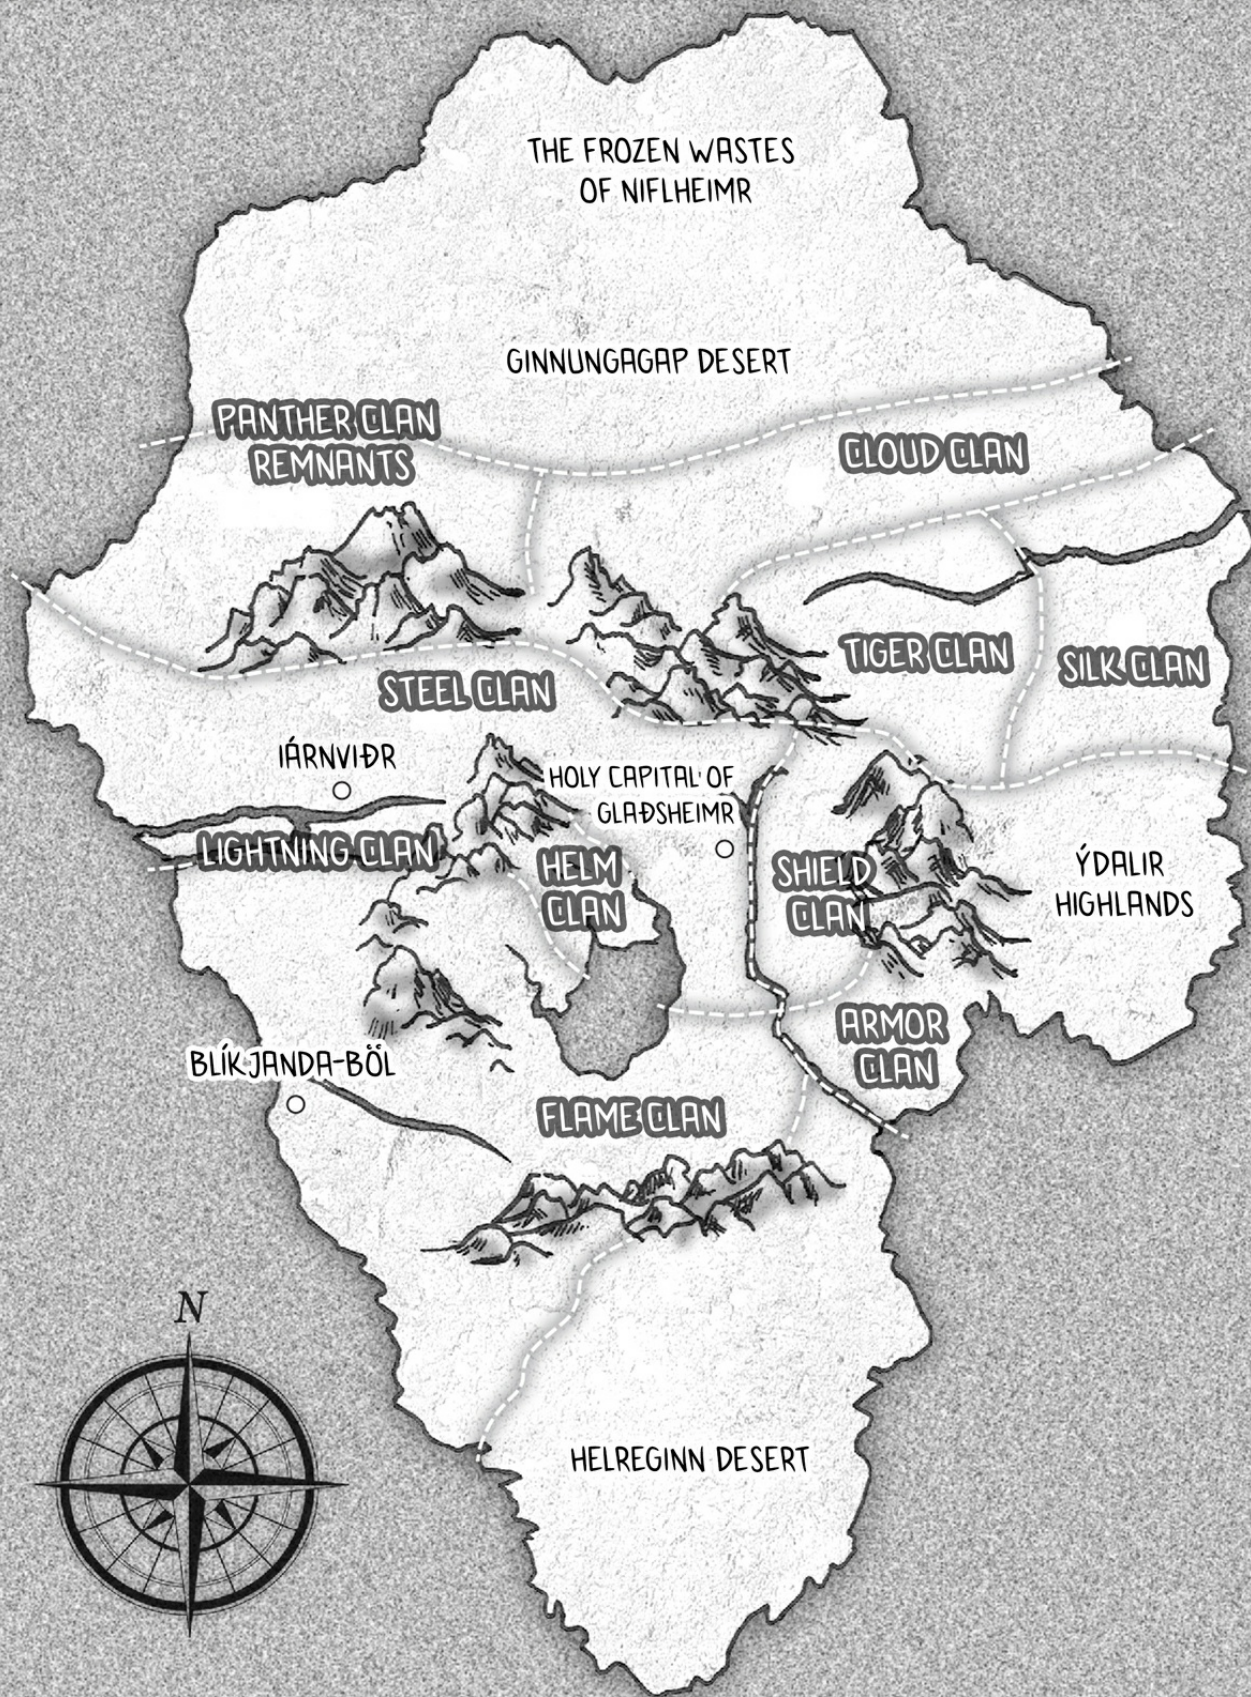 THE FROZEN WASTES
OF NIFLHEIMR
GINNUNGAGAP DESERT
PANTHER CLAN
REMNANTS
CLOUD CLAN
TIGER CLAN
SILK CLAN
STEEL CLAN
IÁRNVIÐR
HOLY CAPITAL OF
GLAÐSHEIMR
LIGHTNING CLAN
HELM
CLAN
SHIELD
CLAN
ÝDALIR
HIGHLANDS
ARMOR
CLAN
BLÍKJANDA-BÖL
FLAME CLAN
N
HELREGINN DESERT